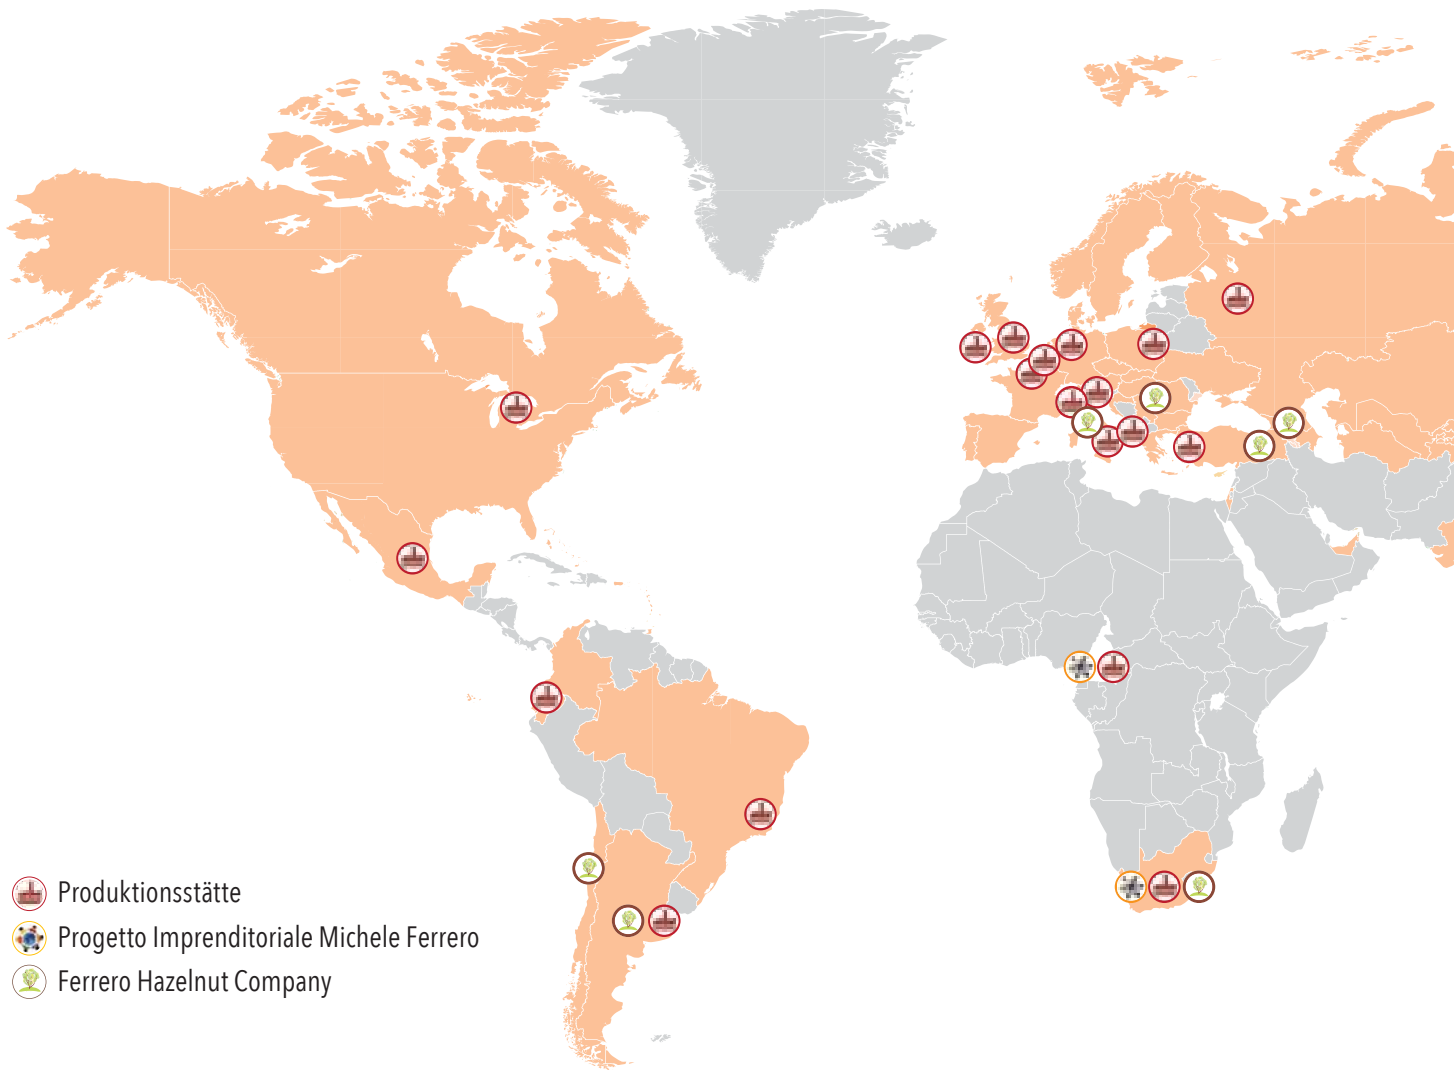 Produktionsstätte
Progetto Imprenditoriale Michele Ferrero
Ferrero Hazelnut Company